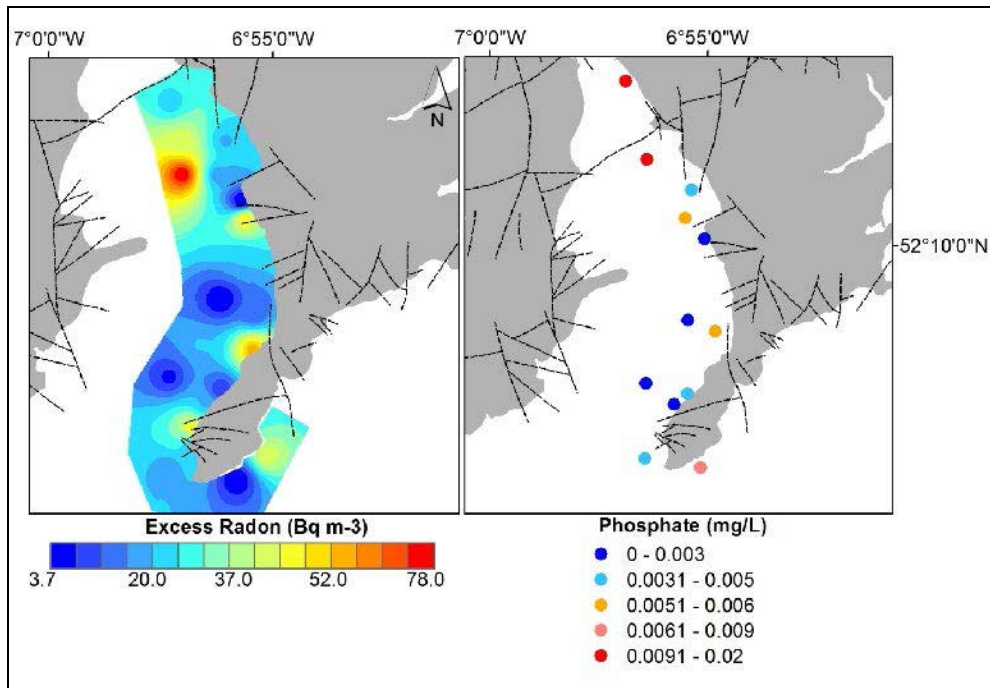 7°0'0"W 6°55'0"W 7°0'0"W 6°55'0"W
N
52°10'0"N
Excess Radon (Bq m-3)
3.7 20.0 37.0 52.0 78.0
Phosphate (mg/L)
0 - 0.003
0.0031 - 0.005
0.0051 - 0.006
0.0061 - 0.009
0.0091 - 0.02